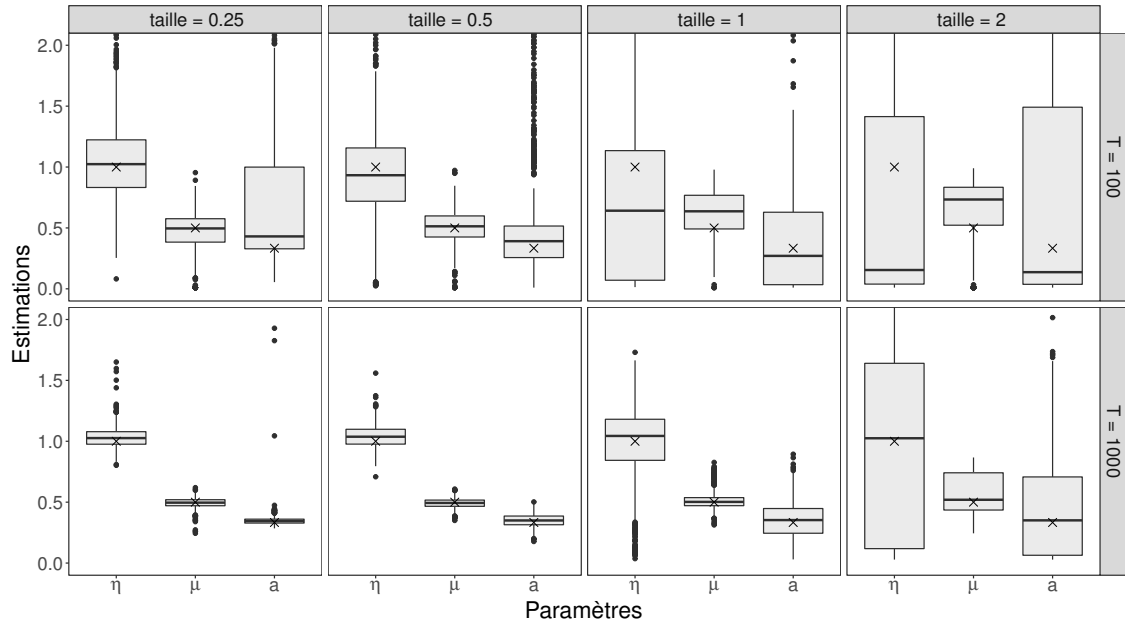 taille = 0.25 taille = 0.5 taille = 1 taille = 2
2.0
1.5
1.0
0.5
0.0
T = 100
Estimations
2.0
1.5
1.0
0.5
0.0
T = 1000
η μ a η μ a η μ a η μ a
Paramètres